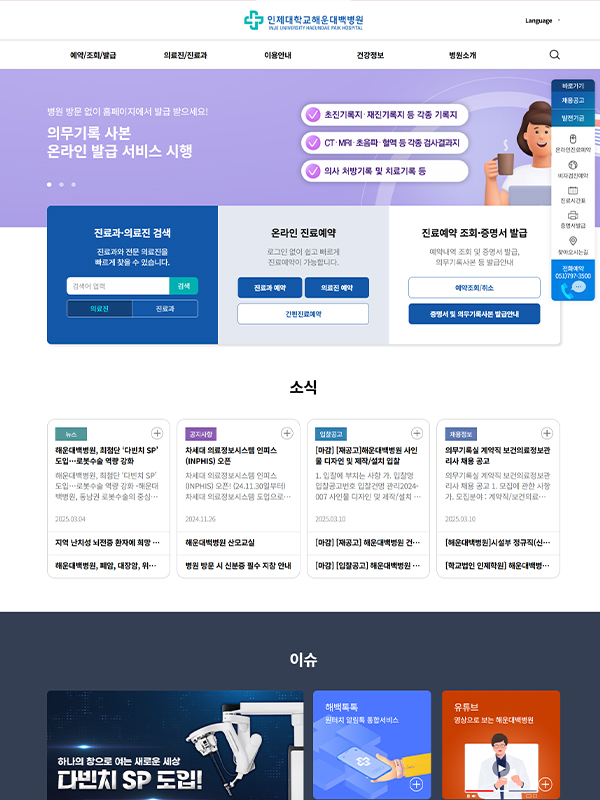 인제대학교해운대백병원
INJE UNIVERSITY HAEUNDAE PAIK HOSPITAL
Language
예약/조회/발급
의료진/진료과
이용안내
건강정보
병원소개
병원 방문 없이 홈페이지에서 발급 받으세요!
의무기록 사본
온라인 발급 서비스 시행
초진기록지 · 재진기록지 등 각종 기록지
CT · MRI · 초음파 · 혈액 등 각종 검사결과지
의사 처방기록 및 치료기록 등
바로가기
채용공고
발전기금
온라인진료예약
비자검진예약
진료시간표
증명서발급
찾아오시는길
전화예약
051)797-3500
진료과·의료진 검색
진료과와 전문 의료진을
빠르게 찾을 수 있습니다.
검색어 입력
검색
의료진
진료과
온라인 진료예약
로그인 없이 쉽고 빠르게
진료예약이 가능합니다.
진료과 예약
의료진 예약
간편진료예약
진료예약 조회·증명서 발급
예약내역 조회 및 증명서 발급,
의무기록사본 등 발급안내
예약조회/취소
증명서 및 의무기록사본 발급안내
소식
뉴스
해운대백병원, 최첨단 '다빈치 SP'
도입…로봇수술 역량 강화
해운대백병원, 최첨단 '다빈치 SP'
도입…로봇수술 역량 강화 -해운대
백병원, 동남권 로봇수술의 중심…
2025.03.04
지역 난치성 뇌전증 환자에 희망 …
해운대백병원, 폐암, 대장암, 위…
공지사항
차세대 의료정보시스템 인피스
(INPHIS) 오픈
차세대 의료정보시스템 인피스
(INPHIS) 오픈! (24.11.30일부터)
차세대 의료정보시스템 도입으로…
2024.11.26
해운대백병원 산모교실
병원 방문 시 신분증 필수 지참 안내
입찰공고
[마감] [재공고]해운대백병원 사인
물 디자인 및 제작/설치 입찰
1. 입찰에 부치는 사항 가. 입찰명
입찰공고번호 입찰건명 관리2024-
007 사인물 디자인 및 제작/설치 …
2025.03.10
[마감] [재공고] 해운대백병원 건…
[마감] [입찰공고] 해운대백병원 …
채용정보
의무기록실 계약직 보건의료정보관
리사 채용 공고
의무기록실 계약직 보건의료정보관
리사 채용 공고 1. 모집에 관한 사항
가. 모집분야 : 계약직/보건의료…
2025.03.10
[해운대백병원]시설부 정규직(신…
[학교법인 인제학원] 해운대백병…
이슈
하나의 창으로 여는 새로운 세상
다빈치 SP 도입!
해백톡톡
원터치 알림톡 통합서비스
유튜브
영상으로 보는 해운대백병원